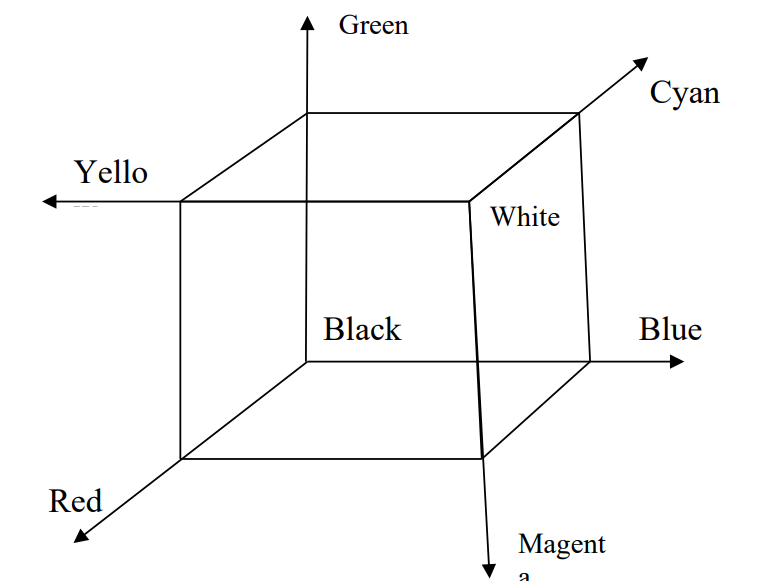 Green
Cyan
Yello
White
Black
Blue
Red
Magent
a